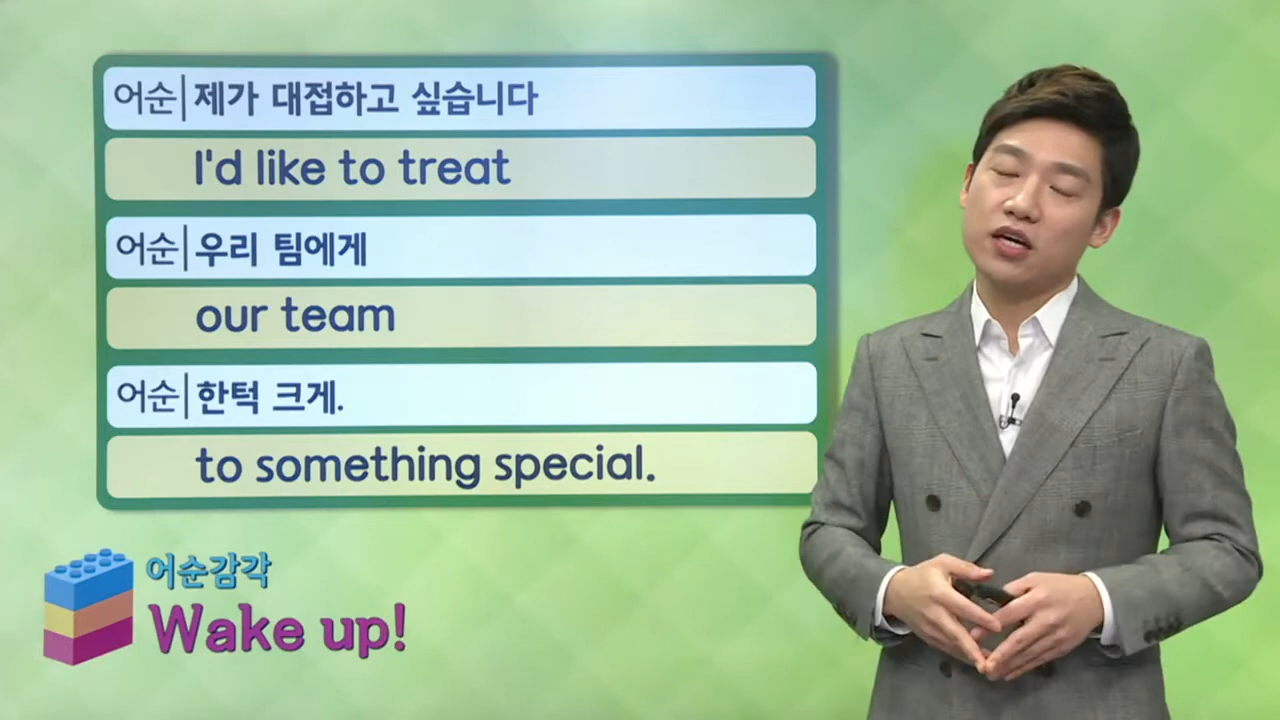 어순|제가 대접하고 싶습니다
I'd like to treat
어순|우리 팀에게
our team
어순|한턱 크게.
to something special.
어순감각
Wake up!